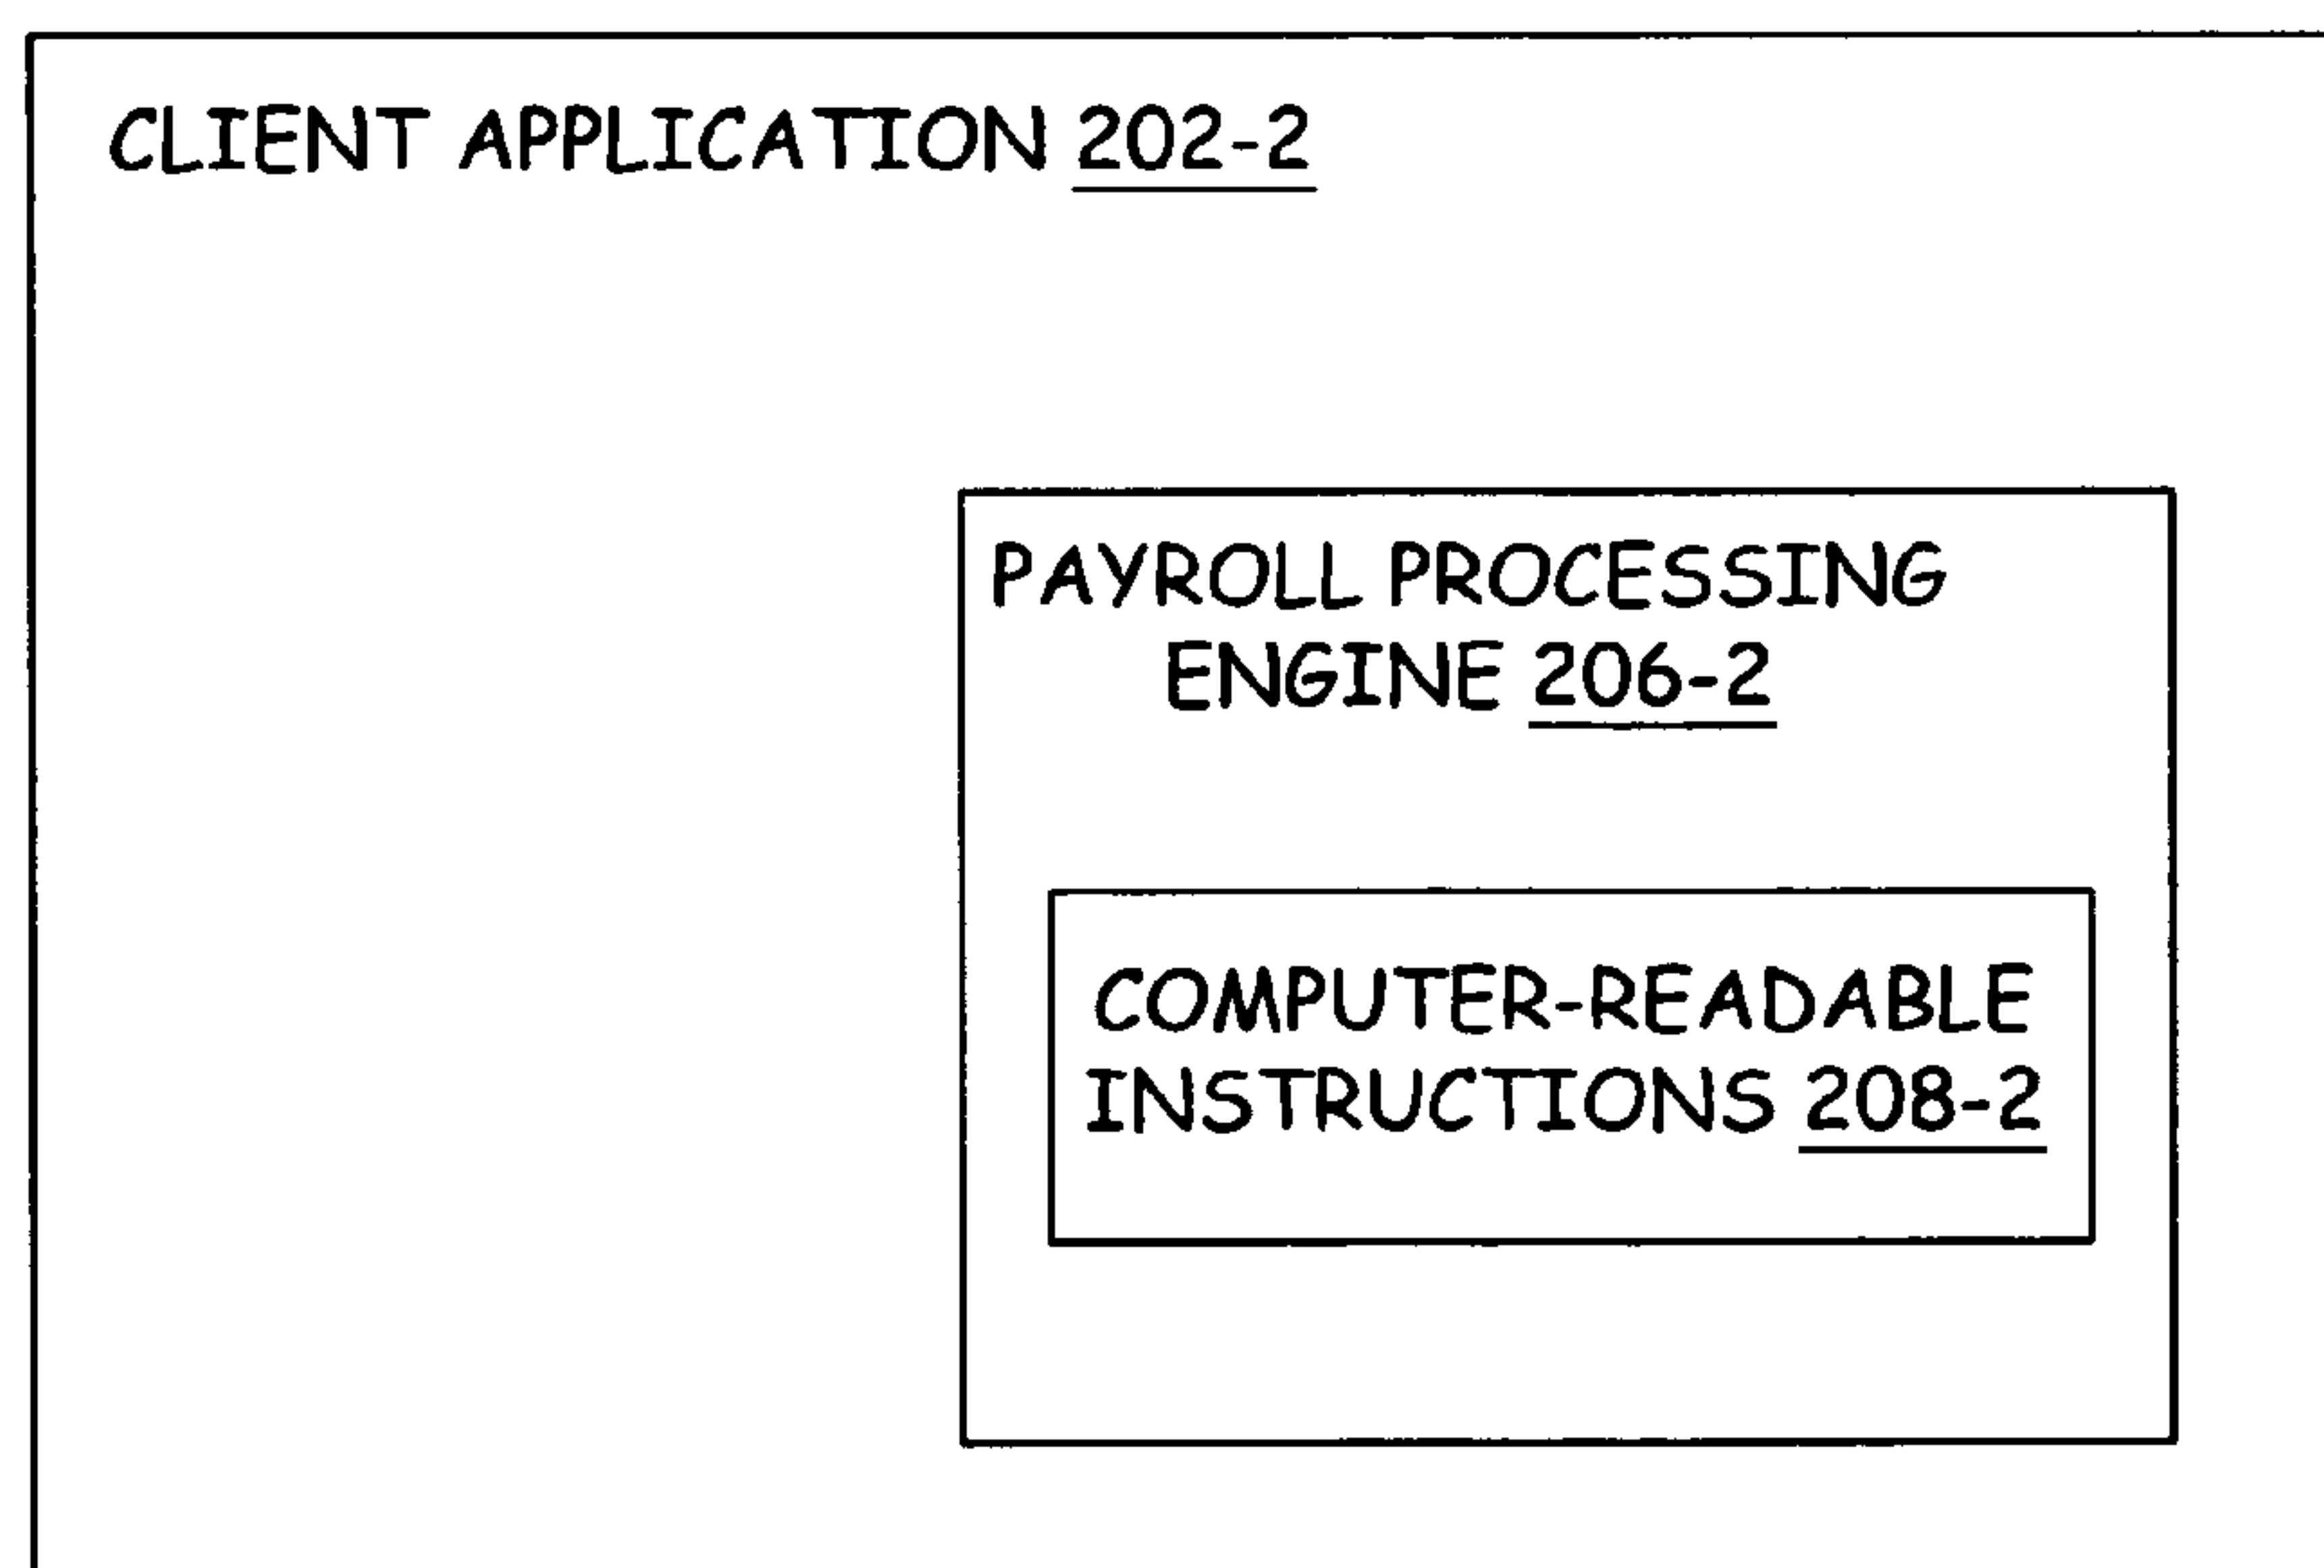 CLIENT APPLICATION 202-2
PAYROLL PROCESSING
ENGINE 206-2
COMPUTER-READABLE
INSTRUCTIONS 208-2